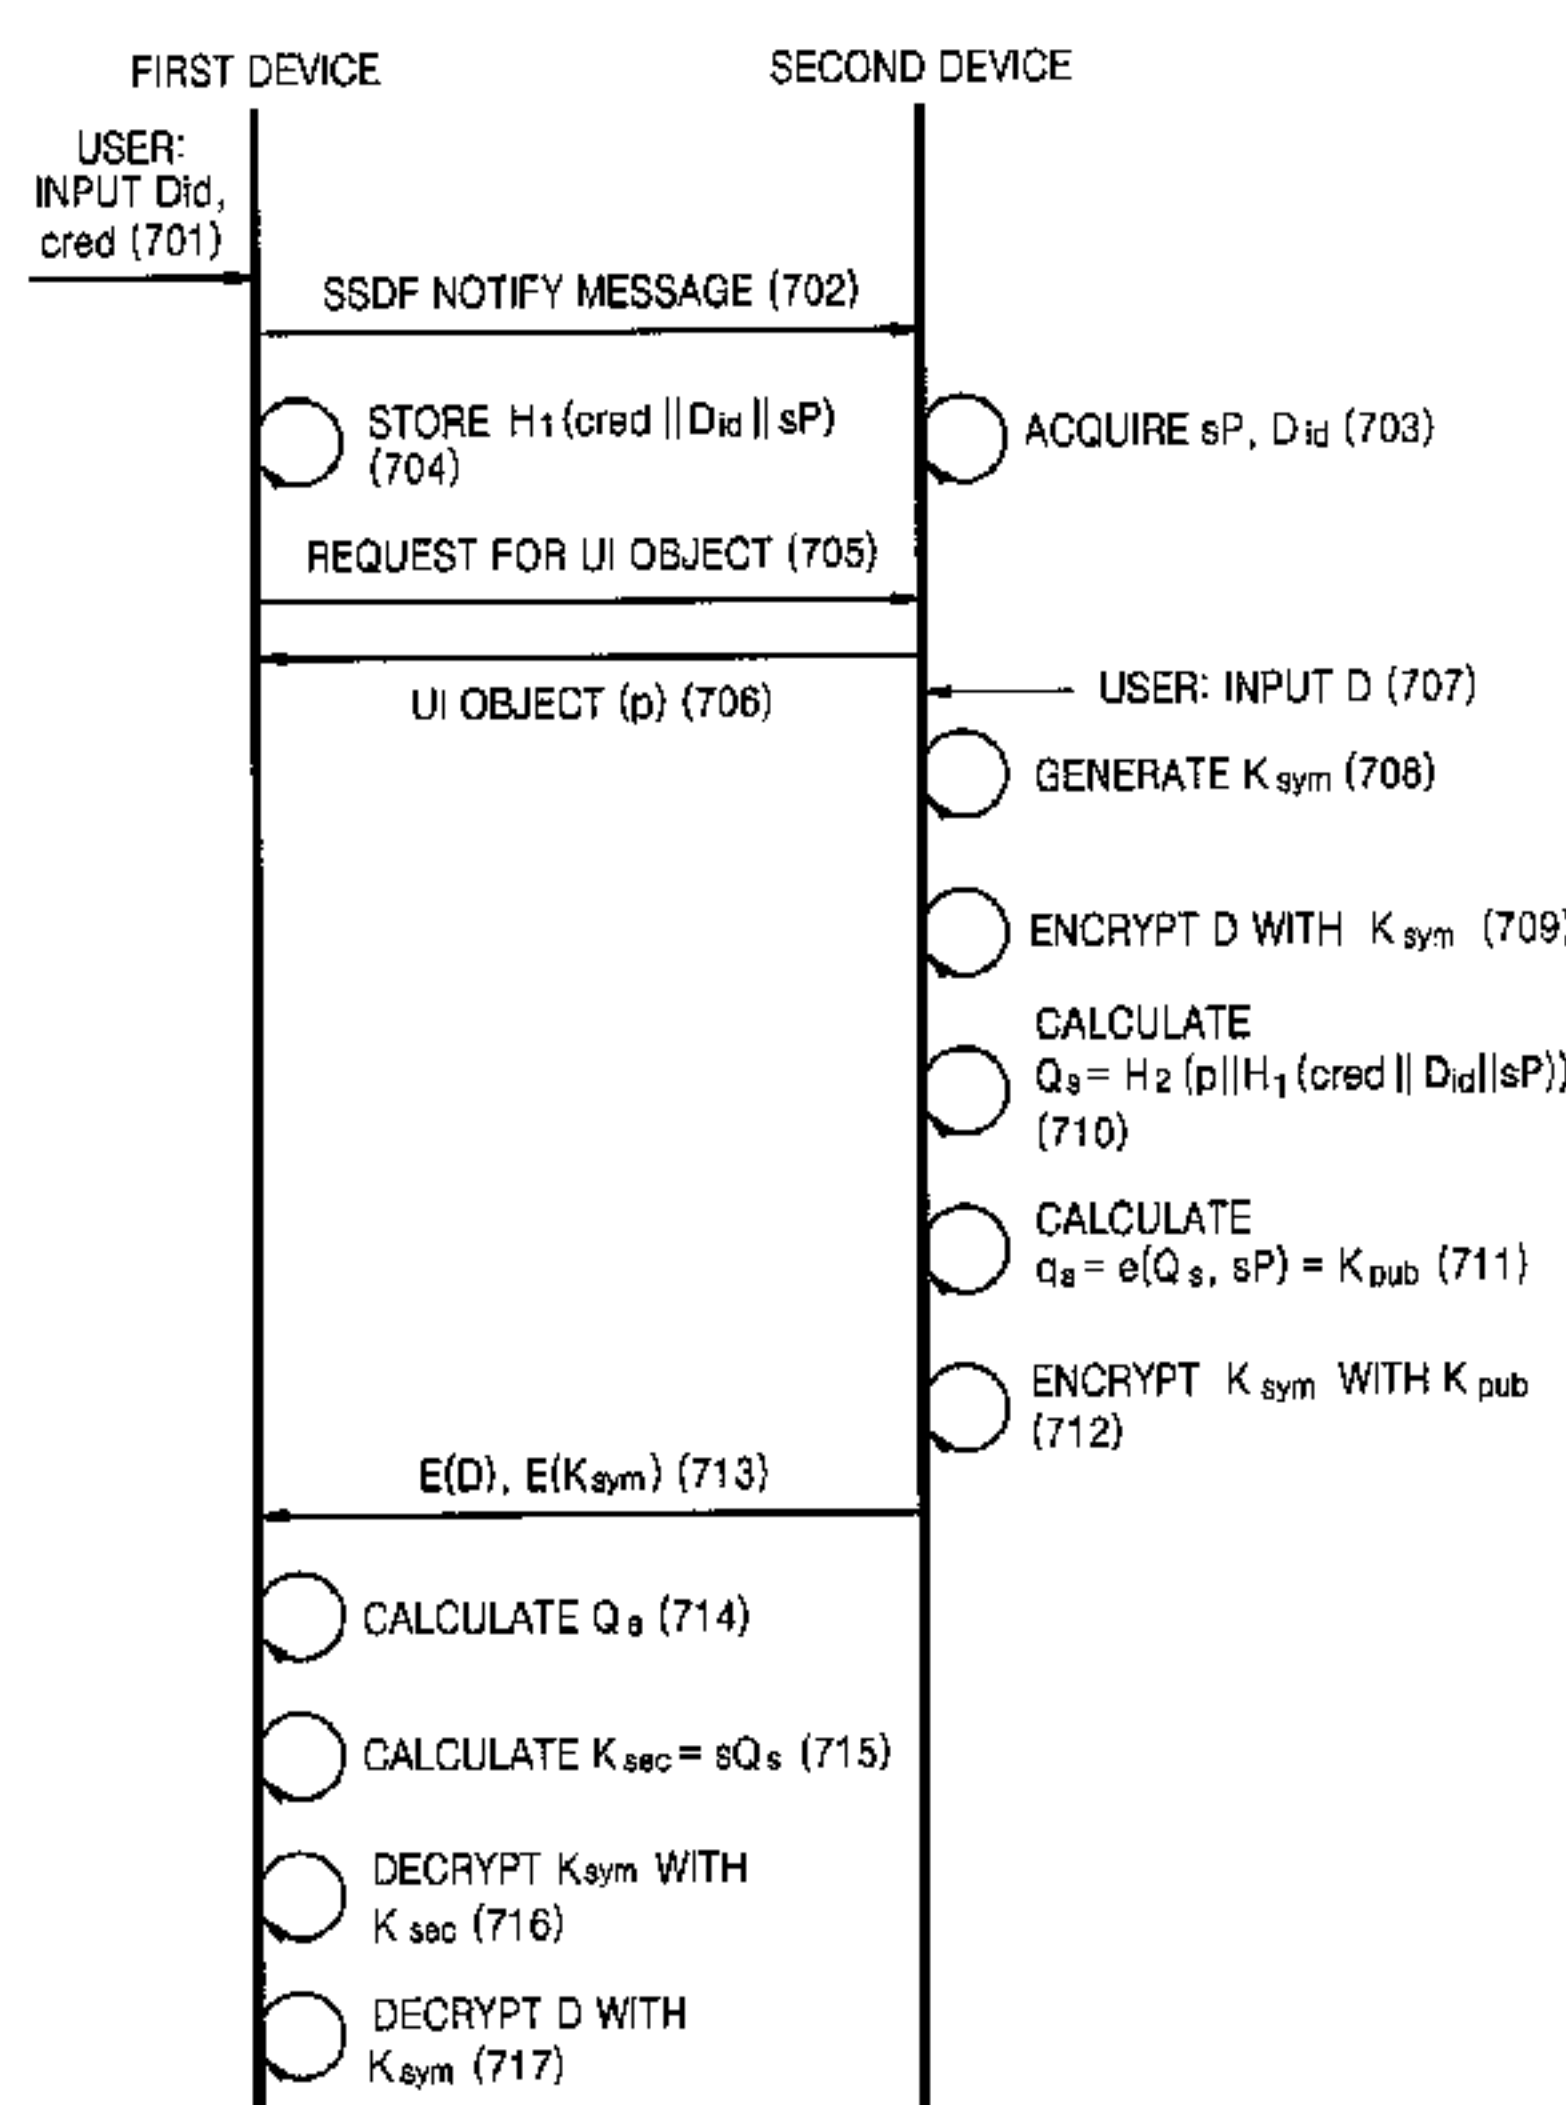 FIRST DEVICE
SECOND DEVICE
USER:
INPUT Did,
cred (701)
SSDF NOTIFY MESSAGE (702)
STORE H1(cred || Did || sP)
(704)
ACQUIRE sP, Did (703)
REQUEST FOR UI OBJECT (705)
UI OBJECT (p) (706)
USER: INPUT D (707)
GENERATE Ksym (708)
ENCRYPT D WITH Ksym (709)
CALCULATE
Qs = H2 (p||H1(cred || Did||sP))
(710)
CALCULATE
qs = e(Qs, sP) = Kpub (711)
ENCRYPT Ksym WITH Kpub
(712)
E(D), E(Ksym) (713)
CALCULATE Qs (714)
CALCULATE Ksec = sQs (715)
DECRYPT Ksym WITH
Ksec (716)
DECRYPT D WITH
Ksym (717)